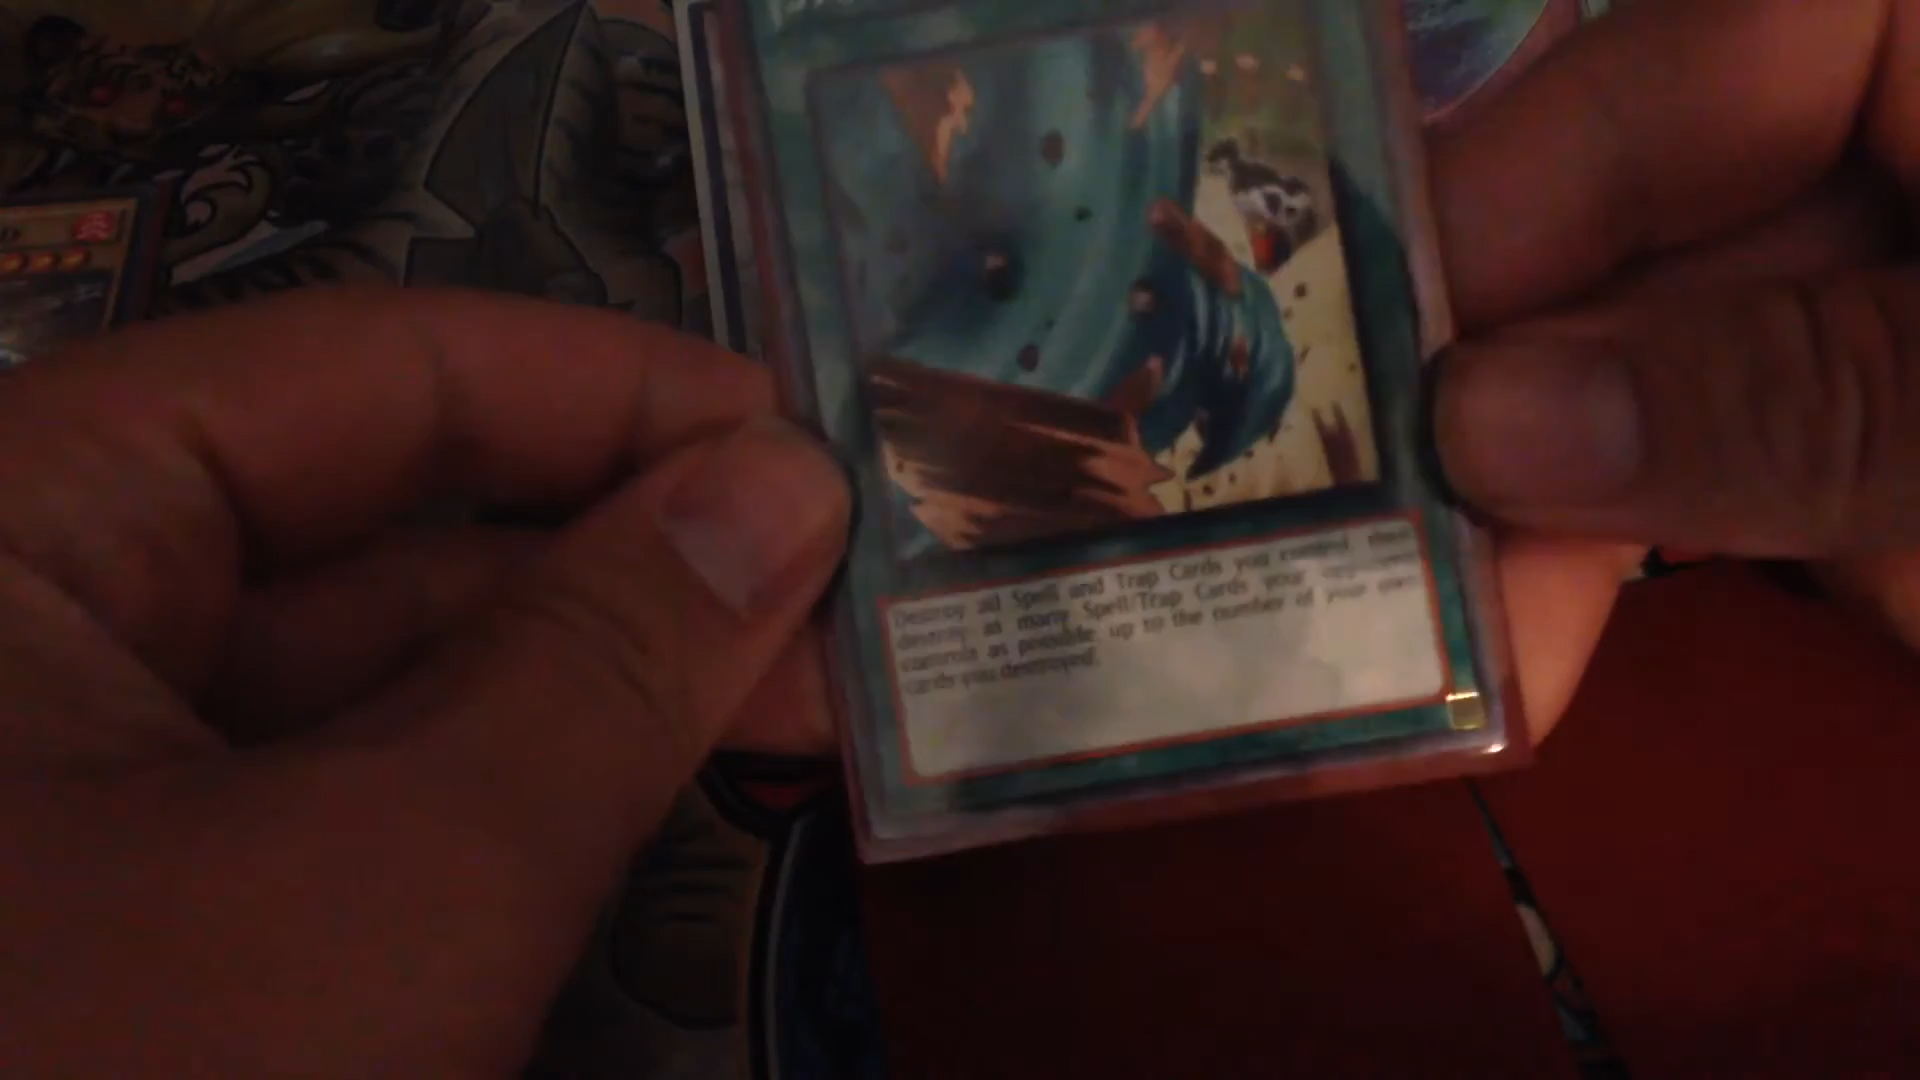 Destroy all Spell and Trap Cards you control, then
destroy as many Spell/Trap Cards your opponent
controls as possible, up to the number of your own
cards you destroyed.